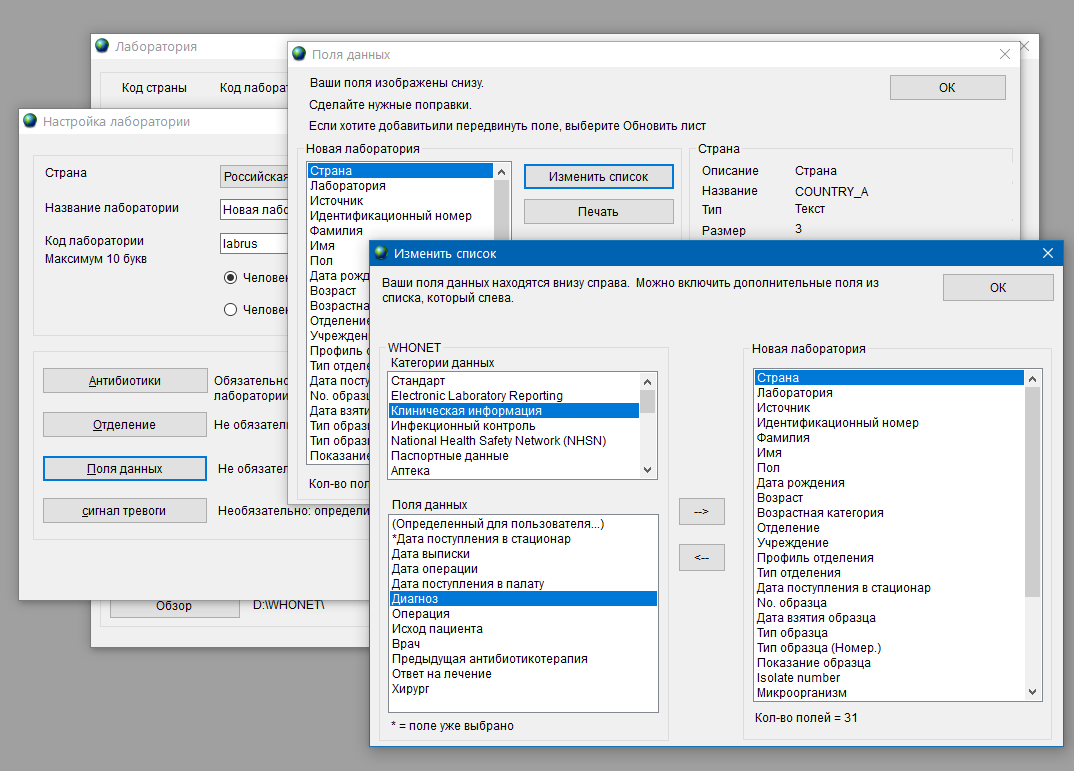 Лаборатория
Код страны
Код лаборат
Поля данных
Ваши поля изображены снизу.
Сделайте нужные поправки.
Если хотите добавитьили передвинуть поле, выберите Обновить лист
OK
Новая лаборатория
Страна
Лаборатория
Источник
Идентификационный номер
Фамилия
Имя
Пол
Дата рожд
Возраст
Возрастна
Отделение
Учрежден
Профиль о
Тип отделе
Дата посту
No. образц
Дата взяти
Тип образ
Тип образ
Показание
Кол-во пол
Изменить список
Печать
Страна
Описание Страна
Название COUNTRY_A
Тип Текст
Размер 3
Настройка лаборатории
Страна
Российская
Название лаборатории
Новая лабо
Код лаборатории
Максимум 10 букв
labrus
Человек
Человек
Антибиотики
Обязательно
лаборатории
Отделение
Не обязател
Поля данных
Не обязател
сигнал тревоги
Необязательно: определи
Обзор
D:\WHONET\
Изменить список
Ваши поля данных находятся внизу справа. Можно включить дополнительные поля из
списка, который слева.
OK
WHONET
Категории данных
Стандарт
Electronic Laboratory Reporting
Клиническая информация
Инфекционный контроль
National Health Safety Network (NHSN)
Паспортные данные
Аптека
Поля данных
(Определенный для пользователя...)
*Дата поступления в стационар
Дата выписки
Дата операции
Дата поступления в палату
Диагноз
Операция
Исход пациента
Врач
Предыдущая антибиотикотерапия
Ответ на лечение
Хирург
* = поле уже выбрано
-->
<--
Новая лаборатория
Страна
Лаборатория
Источник
Идентификационный номер
Фамилия
Имя
Пол
Дата рождения
Возраст
Возрастная категория
Отделение
Учреждение
Профиль отделения
Тип отделения
Дата поступления в стационар
No. образца
Дата взятия образца
Тип образца
Тип образца (Номер.)
Показание образца
Isolate number
Микроорганизм
Кол-во полей = 31